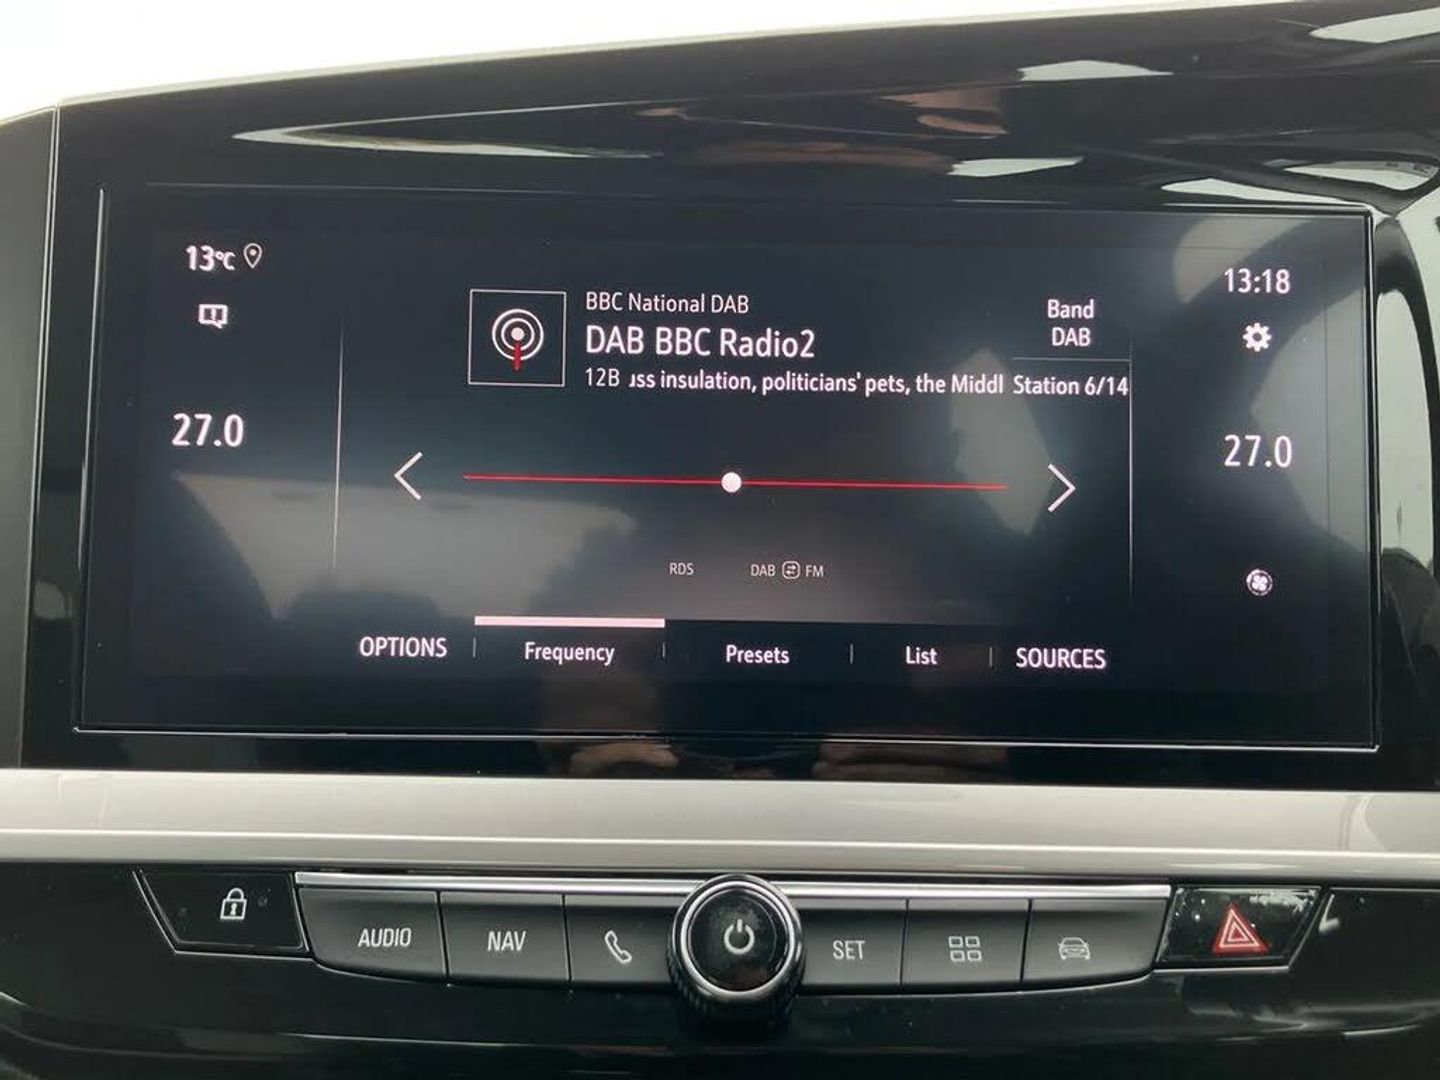 13°C
13:18
BBC National DAB
Band
DAB BBC Radio2
DAB
12B ss insulation, politicians' pets, the Middl
Station 6/14
27.0
27.0
RDS
DAB FM
OPTIONS
Frequency
Presets
List
SOURCES
AUDIO
NAV
SET